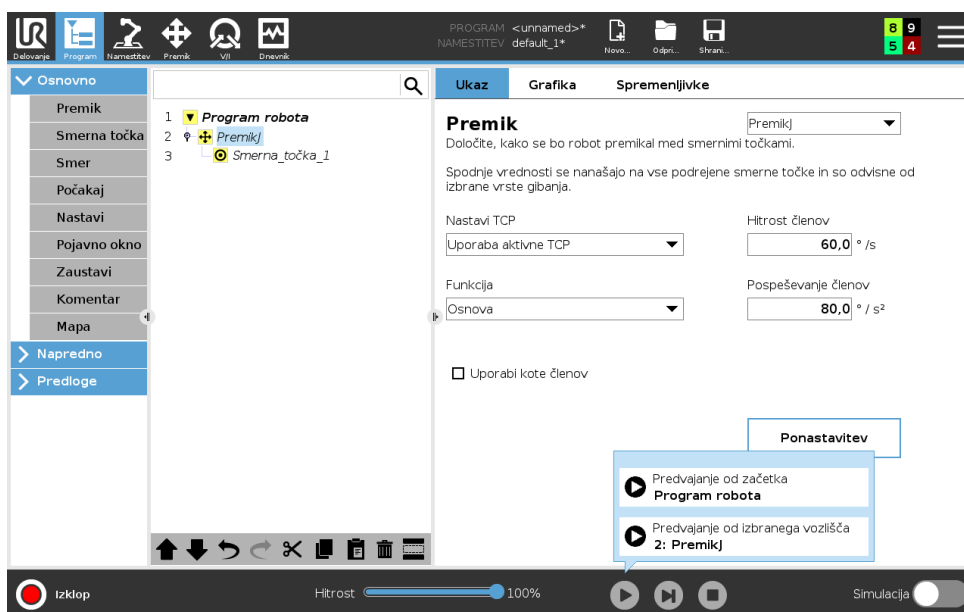 UR
PROGRAM <unnamed>*
NAMESTITEV default_1*
8 9
5 4
Delovanje Program Namestitev Premik V/I Dnevnik
Novo... Odpri... Shrani...
Osnovno
Premik
Smerna točka
Smer
Počakaj
Nastavi
Pojavno okno
Zaustavi
Komentar
Mapa
Napredno
Predloge
1 Program robota
2 PremikJ
3 Smerna_točka_1
Ukaz Grafika Spremenljivke
Premik
PremikJ
Določite, kako se bo robot premikal med smernimi točkami.
Spodnje vrednosti se nanašajo na vse podrejene smerne točke in so odvisne od
izbrane vrste gibanja.
Nastavi TCP Hitrost členov
Uporaba aktivne TCP 60,0 ° /s
Funkcija Pospeševanje členov
Osnova 80,0 ° / s²
Uporabi kote členov
Ponastavitev
Predvajanje od začetka
Program robota
Predvajanje od izbranega vozlišča
2: PremikJ
Izklop Hitrost 100% Simulacija